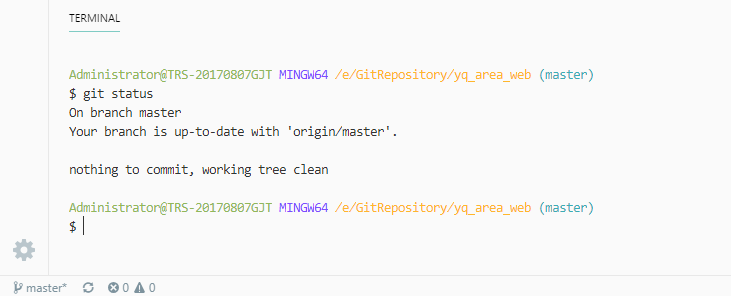 TERMINAL
Administrator@TRS-20170807GJT MINGW64 /e/GitRepository/yq_area_web (master)
$ git status
On branch master
Your branch is up-to-date with 'origin/master'.
nothing to commit, working tree clean
Administrator@TRS-20170807GJT MINGW64 /e/GitRepository/yq_area_web (master)
$
master* 0 0